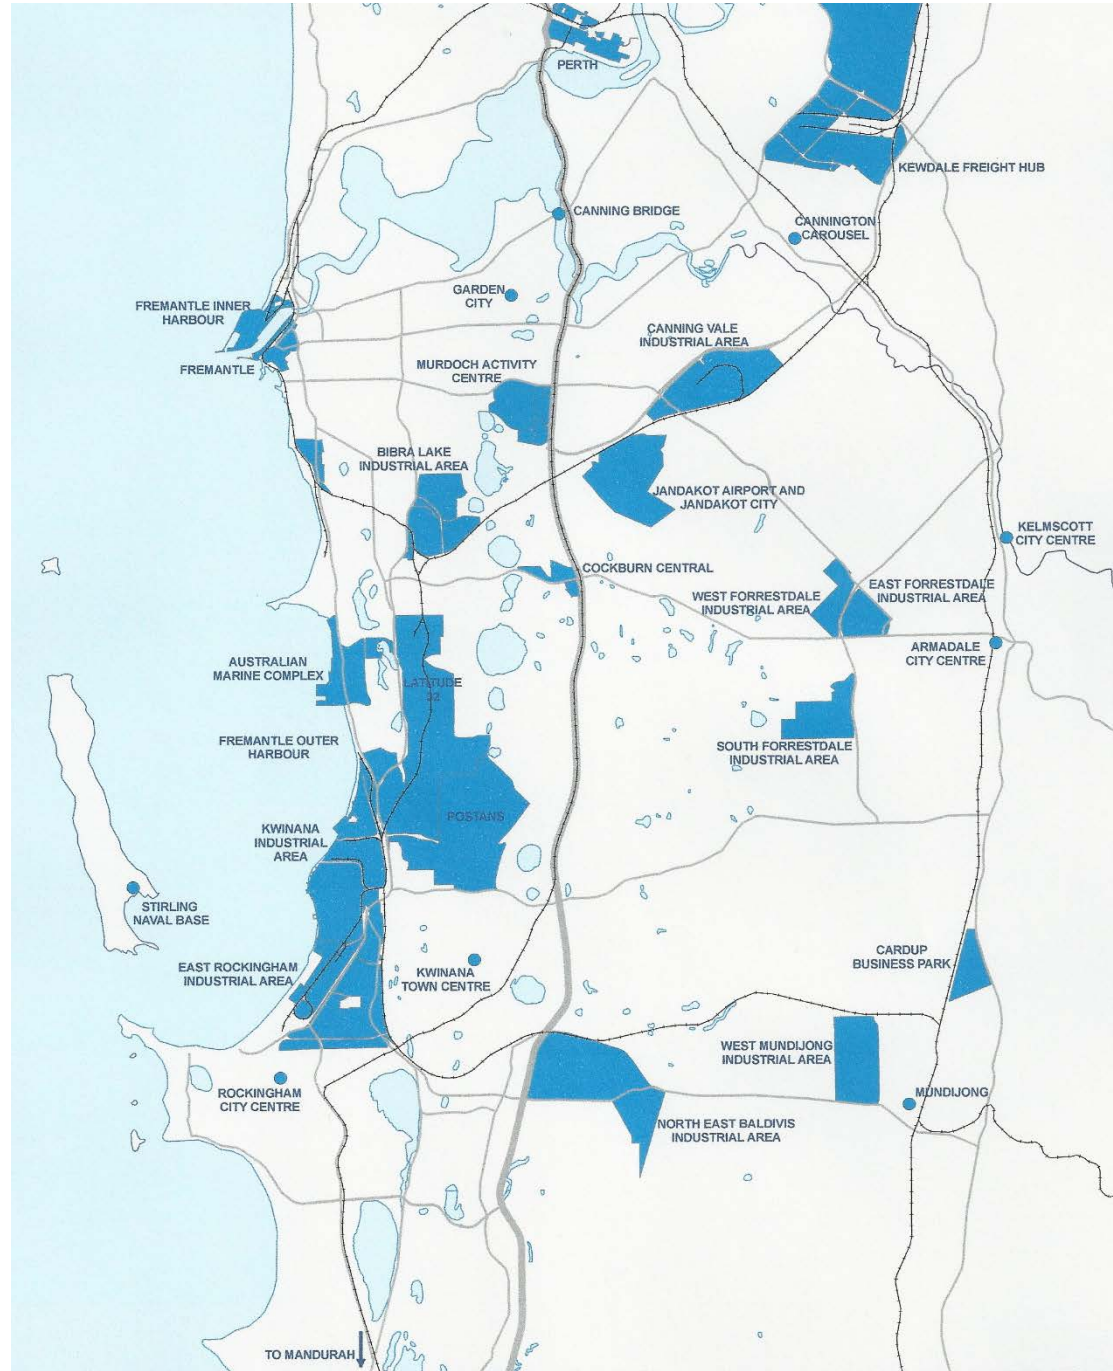 PERTH
KEWDALE FREIGHT HUB
CANNING BRIDGE
CANNINGTON
CAROUSEL
GARDEN
CITY
FREMANTLE INNER
HARBOUR
CANNING VALE
INDUSTRIAL AREA
FREMANTLE
MURDOCH ACTIVITY
CENTRE
BIBRA LAKE
INDUSTRIAL AREA
JANDAKOT AIRPORT AND
JANDAKOT CITY
KELMSCOTT
CITY CENTRE
COCKBURN CENTRAL
WEST FORRESTDALE
INDUSTRIAL AREA
EAST FORRESTDALE
INDUSTRIAL AREA
ARMADALE
CITY CENTRE
AUSTRALIAN
MARINE COMPLEX
LATITUDE
32
FREMANTLE OUTER
HARBOUR
SOUTH FORRESTDALE
INDUSTRIAL AREA
POSTANS
KWINANA
INDUSTRIAL
AREA
STIRLING
NAVAL BASE
CARDUP
BUSINESS PARK
EAST ROCKINGHAM
INDUSTRIAL AREA
KWINANA
TOWN CENTRE
WEST MUNDIJONG
INDUSTRIAL AREA
ROCKINGHAM
CITY CENTRE
MUNDIJONG
NORTH EAST BALDIVIS
INDUSTRIAL AREA
TO MANDURAH